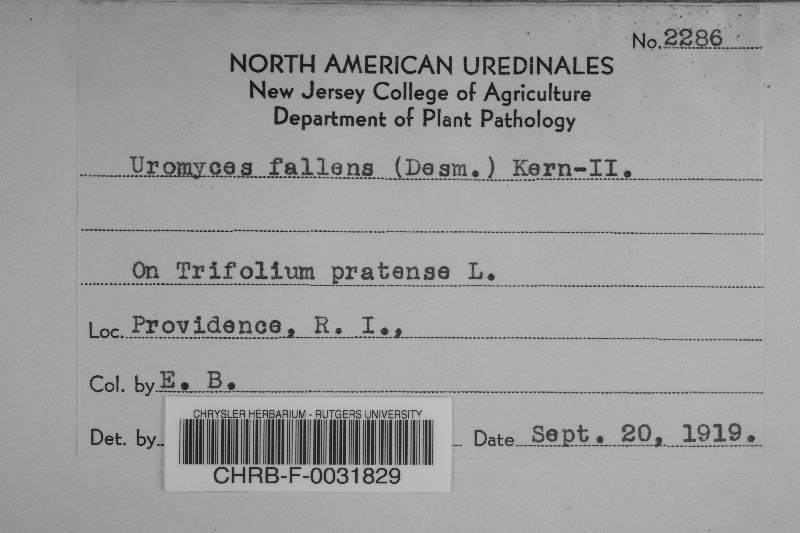 No. 2286
NORTH AMERICAN UREDINALES
New Jersey College of Agriculture
Department of Plant Pathology
Uromyces fallens (Desm.) Kern-II.
On Trifolium pratense L.
Loc. Providence, R. I.,
Col. by E. B.
Det. by Date Sept. 20, 1919.
CHRYSLER HERBARIUM - RUTGERS UNIVERSITY
CHRB-F-0031829